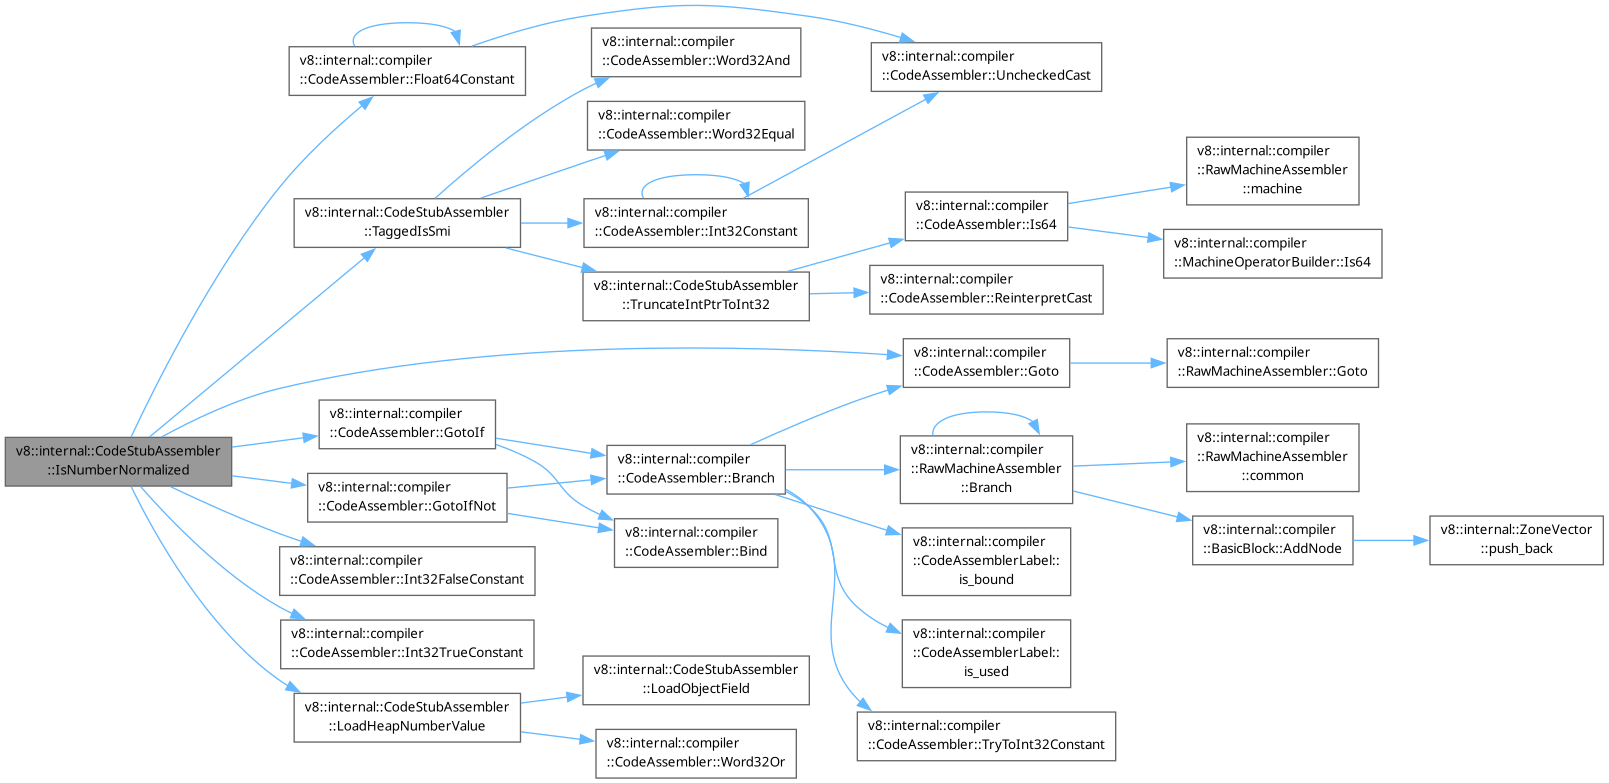 v8::internal::CodeStubAssembler
::IsNumberNormalized
v8::internal::compiler
::CodeAssembler::Float64Constant
v8::internal::CodeStubAssembler
::TaggedIsSmi
v8::internal::compiler
::CodeAssembler::GotoIf
v8::internal::compiler
::CodeAssembler::GotoIfNot
v8::internal::compiler
::CodeAssembler::Int32FalseConstant
v8::internal::compiler
::CodeAssembler::Int32TrueConstant
v8::internal::CodeStubAssembler
::LoadHeapNumberValue
v8::internal::compiler
::CodeAssembler::Word32And
v8::internal::compiler
::CodeAssembler::Word32Equal
v8::internal::compiler
::CodeAssembler::Int32Constant
v8::internal::CodeStubAssembler
::TruncateIntPtrToInt32
v8::internal::compiler
::CodeAssembler::Branch
v8::internal::compiler
::CodeAssembler::Bind
v8::internal::CodeStubAssembler
::LoadObjectField
v8::internal::compiler
::CodeAssembler::Word32Or
v8::internal::compiler
::CodeAssembler::UncheckedCast
v8::internal::compiler
::CodeAssembler::Is64
v8::internal::compiler
::CodeAssembler::ReinterpretCast
v8::internal::compiler
::CodeAssembler::Goto
v8::internal::compiler
::RawMachineAssembler
::Branch
v8::internal::compiler
::CodeAssemblerLabel::
is_bound
v8::internal::compiler
::CodeAssemblerLabel::
is_used
v8::internal::compiler
::CodeAssembler::TryToInt32Constant
v8::internal::compiler
::RawMachineAssembler
::machine
v8::internal::compiler
::MachineOperatorBuilder::Is64
v8::internal::compiler
::RawMachineAssembler::Goto
v8::internal::compiler
::RawMachineAssembler
::common
v8::internal::compiler
::BasicBlock::AddNode
v8::internal::ZoneVector
::push_back